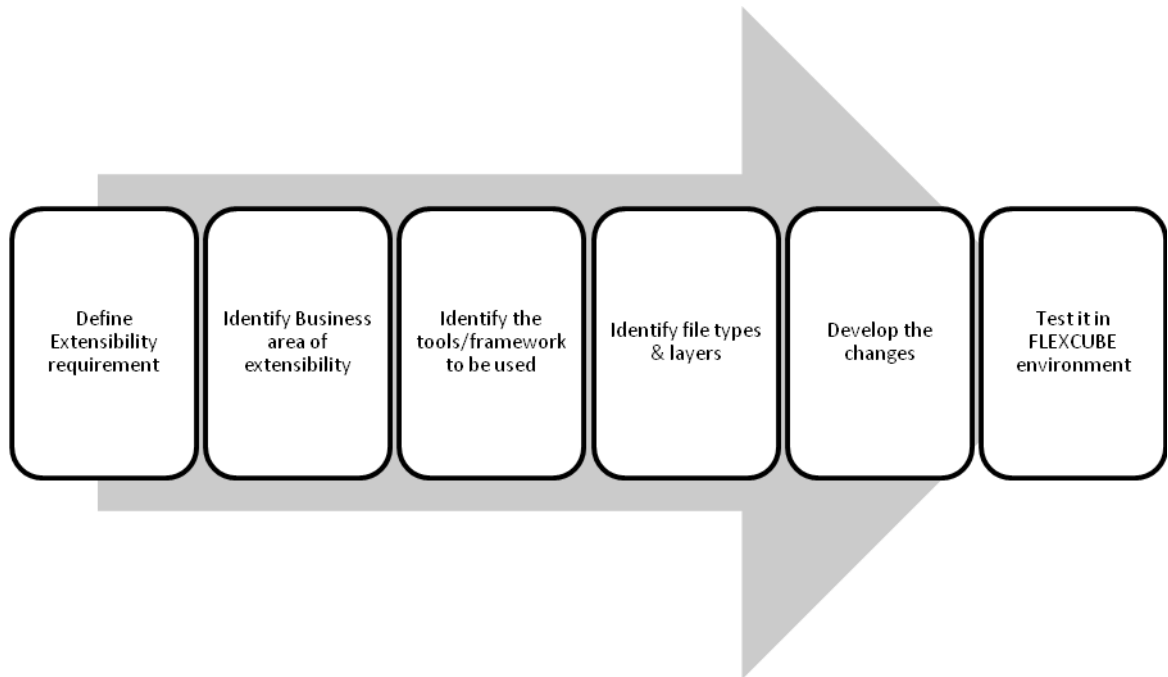 Define
Extensibility
requirement
Identify Business
area of
extensibility
Identify the
tools/framework
to be used
Identify file types
& layers
Develop the
changes
Test it in
FLEXCUBE
environment